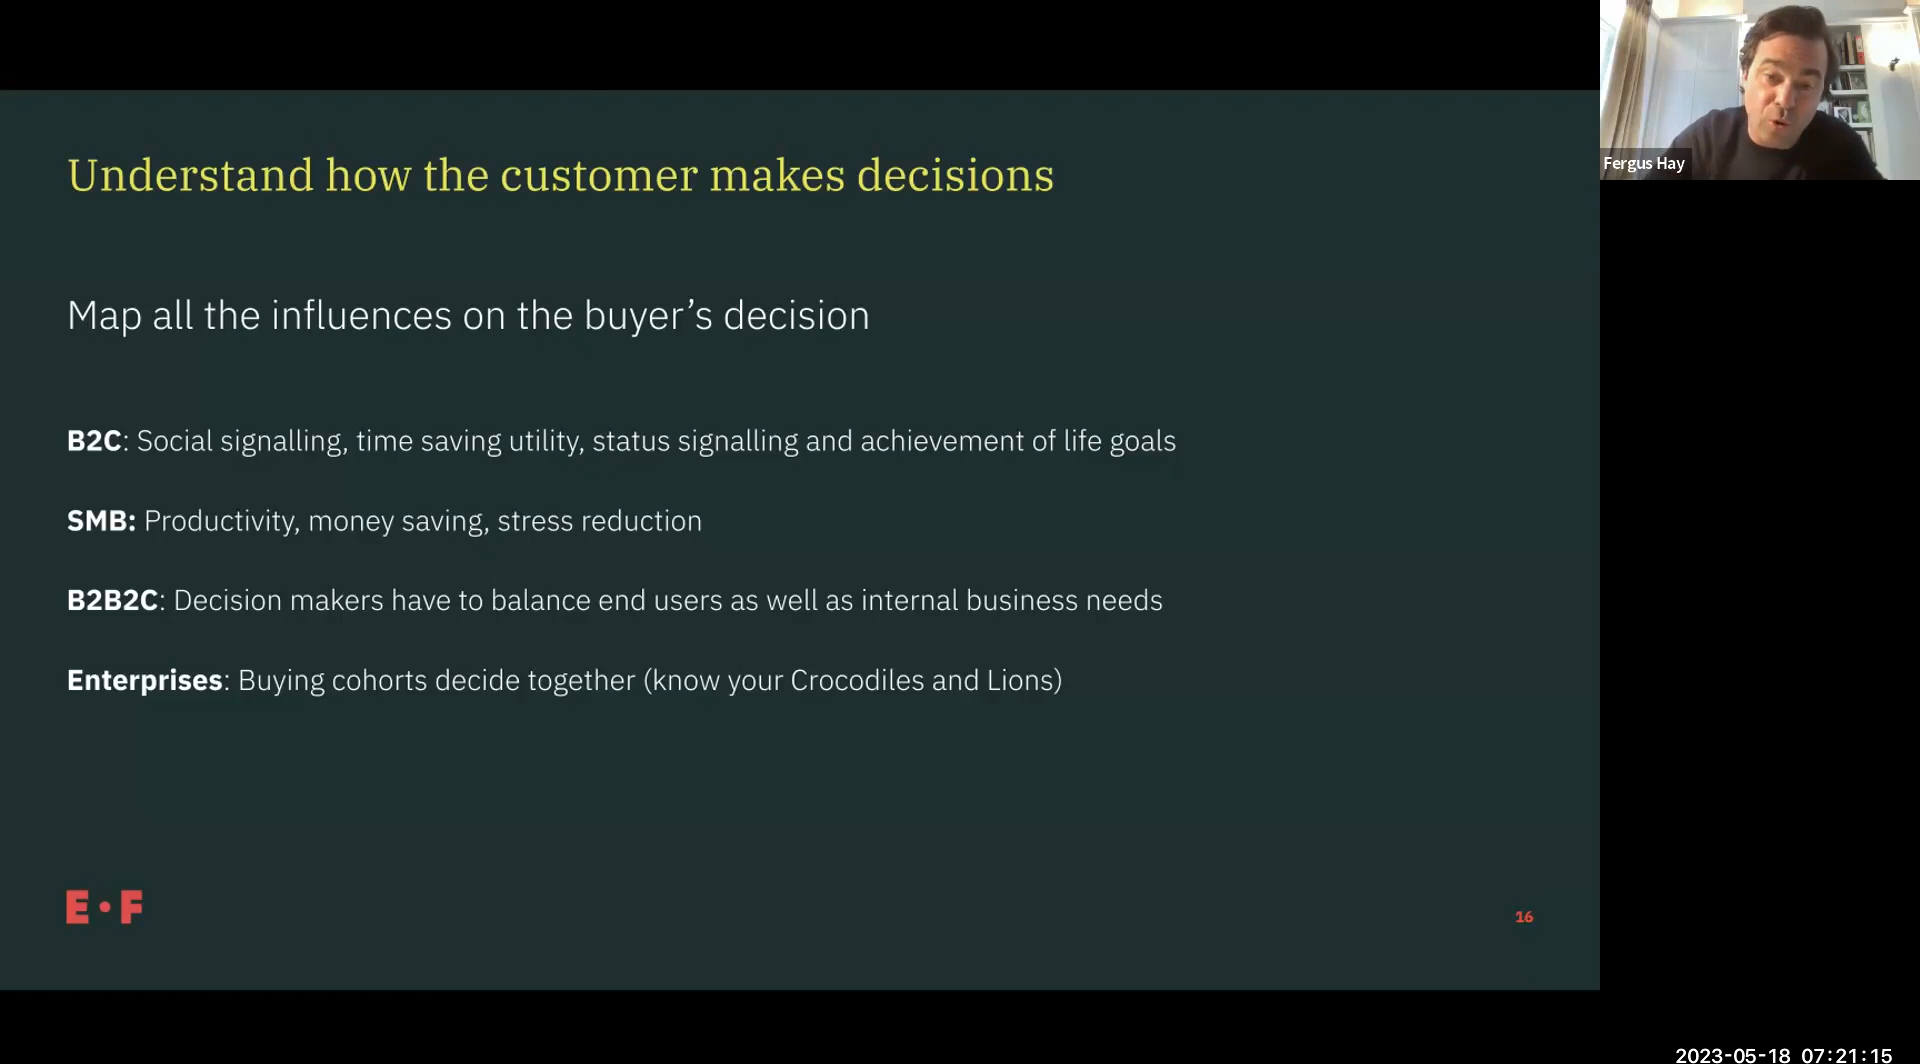 Understand how the customer makes decisions
Map all the influences on the buyer’s decision
B2C: Social signalling, time saving utility, status signalling and achievement of life goals
SMB: Productivity, money saving, stress reduction
B2B2C: Decision makers have to balance end users as well as internal business needs
Enterprises: Buying cohorts decide together (know your Crocodiles and Lions)
E•F
16
Fergus Hay
2023-05-18 07:21:15